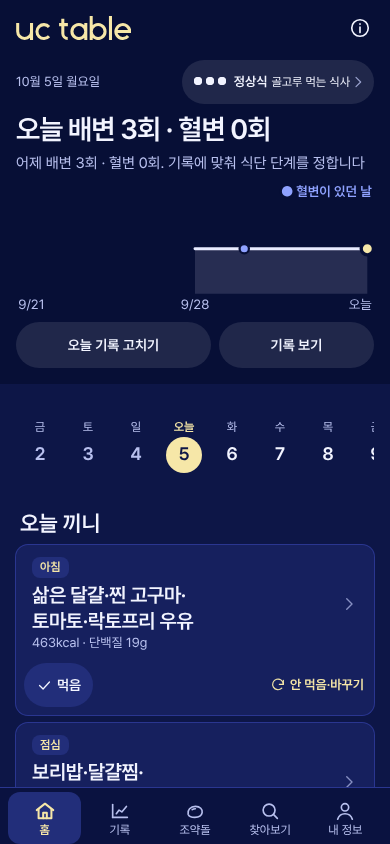 uc table
10월 5일 월요일
정상식 골고루 먹는 식사
오늘 배변 3회 · 혈변 0회
어제 배변 3회 · 혈변 0회. 기록에 맞춰 식단 단계를 정합니다
혈변이 있던 날
9/21 9/28 오늘
오늘 기록 고치기 기록 보기
금 토 일 오늘 화 수 목
2 3 4 5 6 7 8
오늘 끼니
아침
삶은 달걀·찐 고구마·
토마토·락토프리 우유
463kcal · 단백질 19g
먹음 안 먹음·바꾸기
점심
보리밥·달걀찜·
홈 기록 조약돌 찾아보기 내 정보